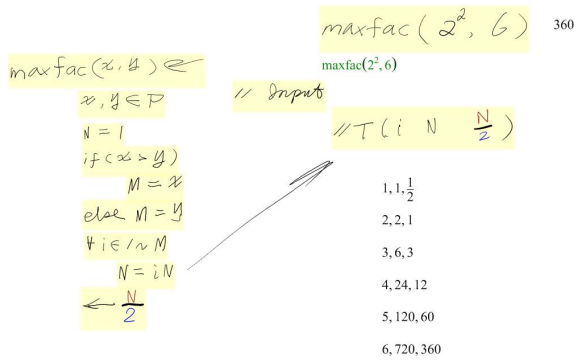 maxfac(x, y) ←
x, y ∈ P
N = 1
if (x > y)
M = x
else M = y
∀ i ∈ 1 ~ M
N = i N
← N/2
// Input
maxfac(2², 6) 360
maxfac(2², 6)
// T(i N N/2)
1, 1, 1/2
2, 2, 1
3, 6, 3
4, 24, 12
5, 120, 60
6, 720, 360